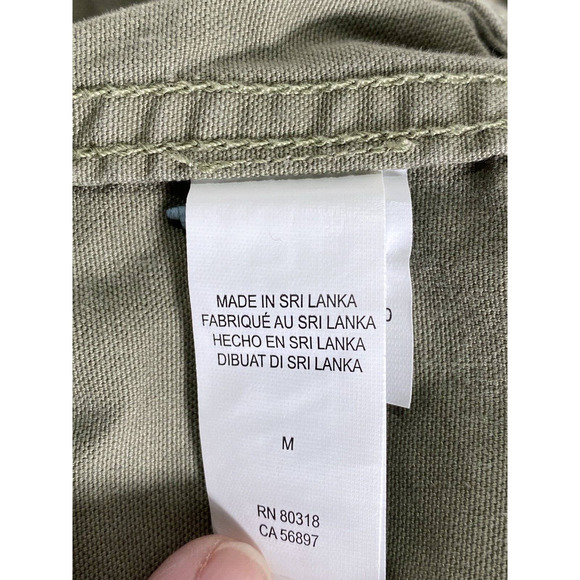 MADE IN SRI LANKA
FABRIQUÉ AU SRI LANKA
HECHO EN SRI LANKA
DIBUAT DI SRI LANKA
M
RN 80318
CA 56897